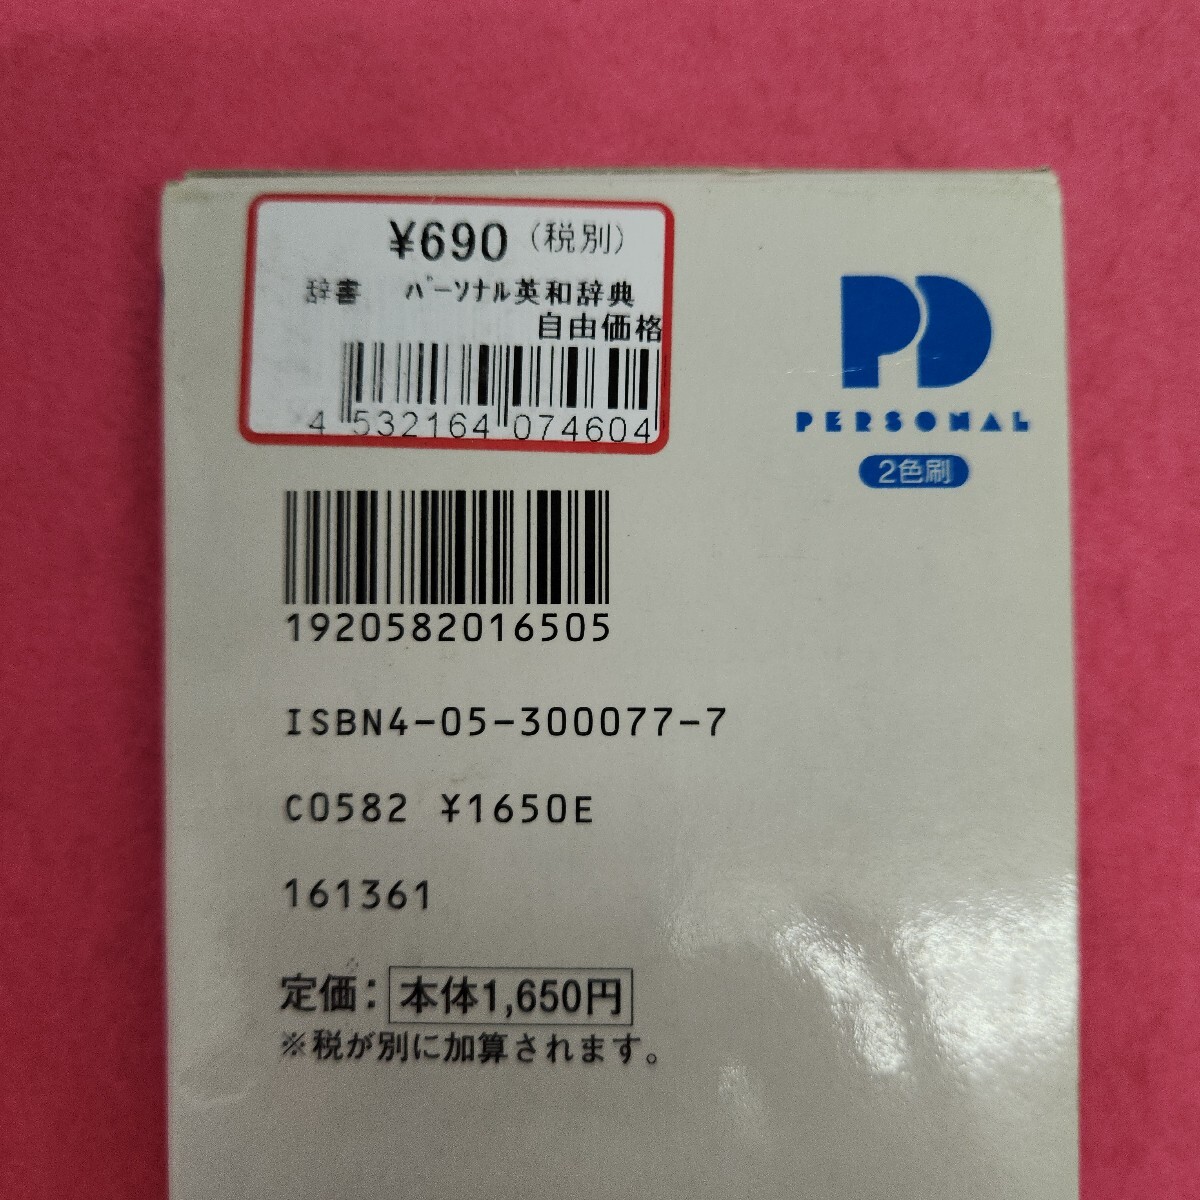 ¥690（税別）
辞書 ﾊﾟｰｿﾅﾙ英和辞典
自由価格
4 532164 074604
PD
PERSONAL
2色刷
1920582016505
ISBN4-05-300077-7
C0582 ¥1650E
161361
定価：本体1,650円
※税が別に加算されます。